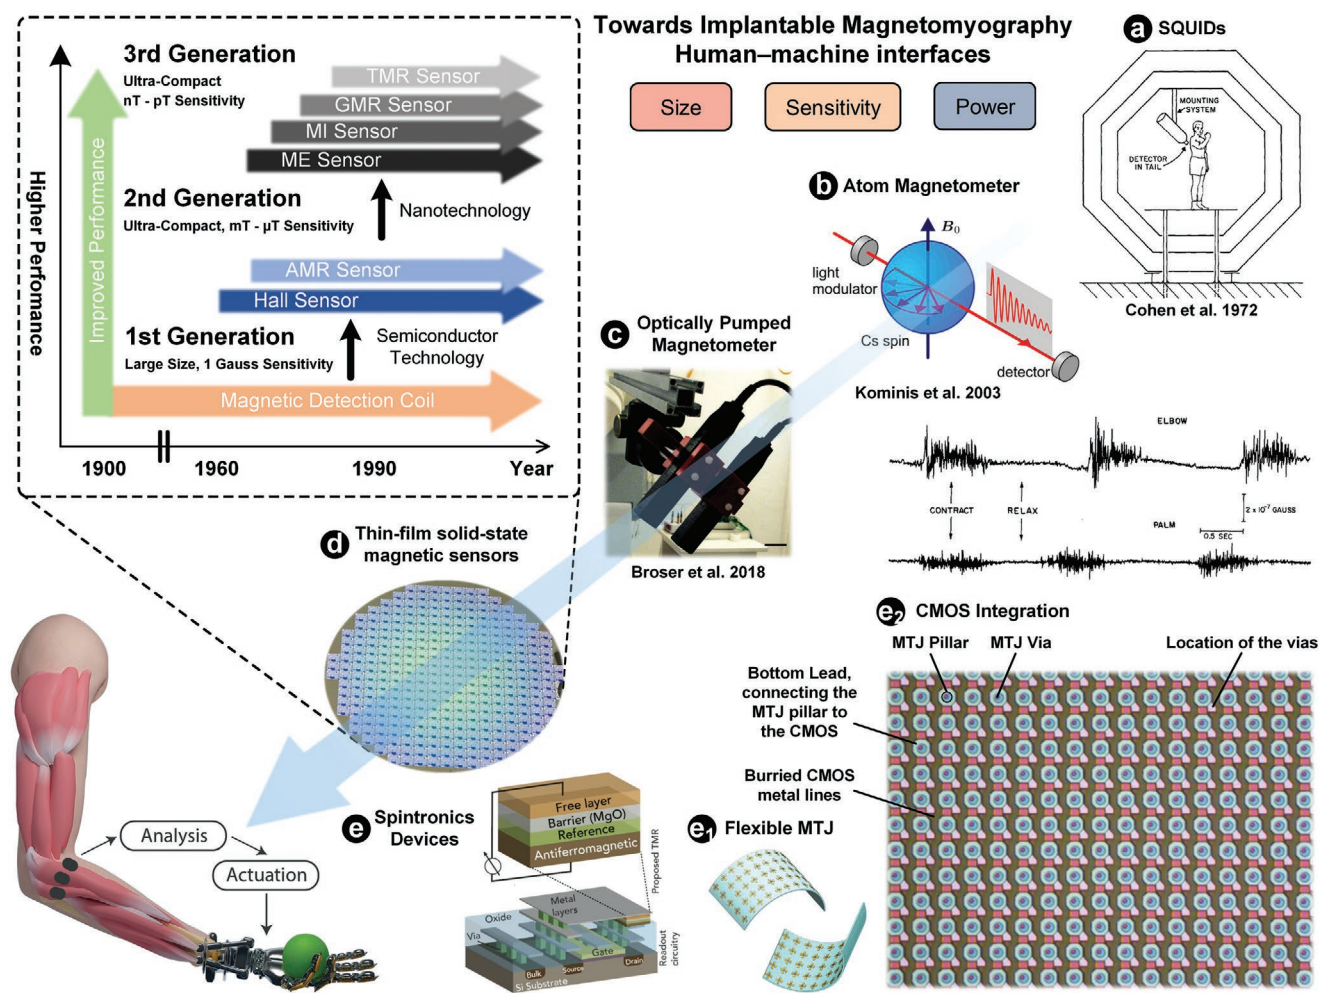 Towards Implantable Magnetomyography
Human–machine interfaces
Size
Sensitivity
Power
3rd Generation
Ultra-Compact
nT - pT Sensitivity
TMR Sensor
GMR Sensor
MI Sensor
ME Sensor
2nd Generation
Ultra-Compact, mT - µT Sensitivity
Nanotechnology
AMR Sensor
Hall Sensor
1st Generation
Large Size, 1 Gauss Sensitivity
Semiconductor
Technology
Magnetic Detection Coil
Improved Performance
Higher Perfomance
1900
1960
1990
Year
a SQUIDs
MOUNTING
SYSTEM
DETECTOR
IN TAIL
Cohen et al. 1972
b Atom Magnetometer
B0
light
modulator
Cs spin
detector
Kominis et al. 2003
c Optically Pumped
Magnetometer
Broser et al. 2018
ELBOW
CONTRACT
RELAX
2 x 10⁻⁷ GAUSS
PALM
0.5 SEC
d Thin-film solid-state
magnetic sensors
Analysis
Actuation
e Spintronics
Devices
Free layer
Barrier (MgO)
Reference
Antiferromagnetic
Proposed TMR
Metal
layers
Oxide
Via
Gate
Bulk
Source
Drain
Si Substrate
Readout
circuitry
e1 Flexible MTJ
e2 CMOS Integration
MTJ Pillar
MTJ Via
Location of the vias
Bottom Lead,
connecting the
MTJ pillar to
the CMOS
Burried CMOS
metal lines